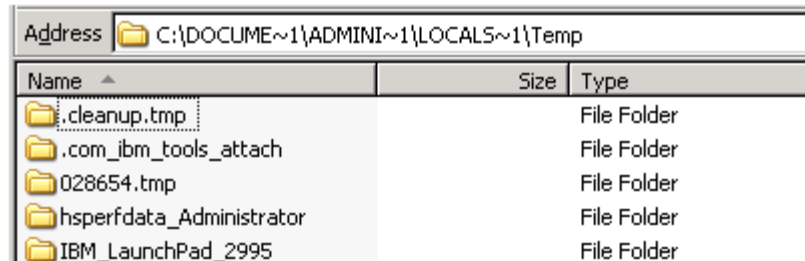 Address C:\DOCUME~1\ADMINI~1\LOCALS~1\Temp
Name Size Type
.cleanup.tmp File Folder
.com_ibm_tools_attach File Folder
028654.tmp File Folder
hsperfdata_Administrator File Folder
IBM_LaunchPad_2995 File Folder